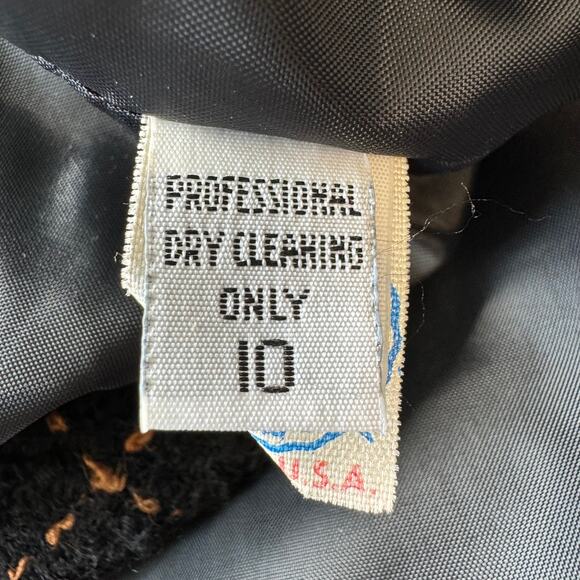 PROFESSIONAL
DRY CLEANING
ONLY
10
U.S.A.